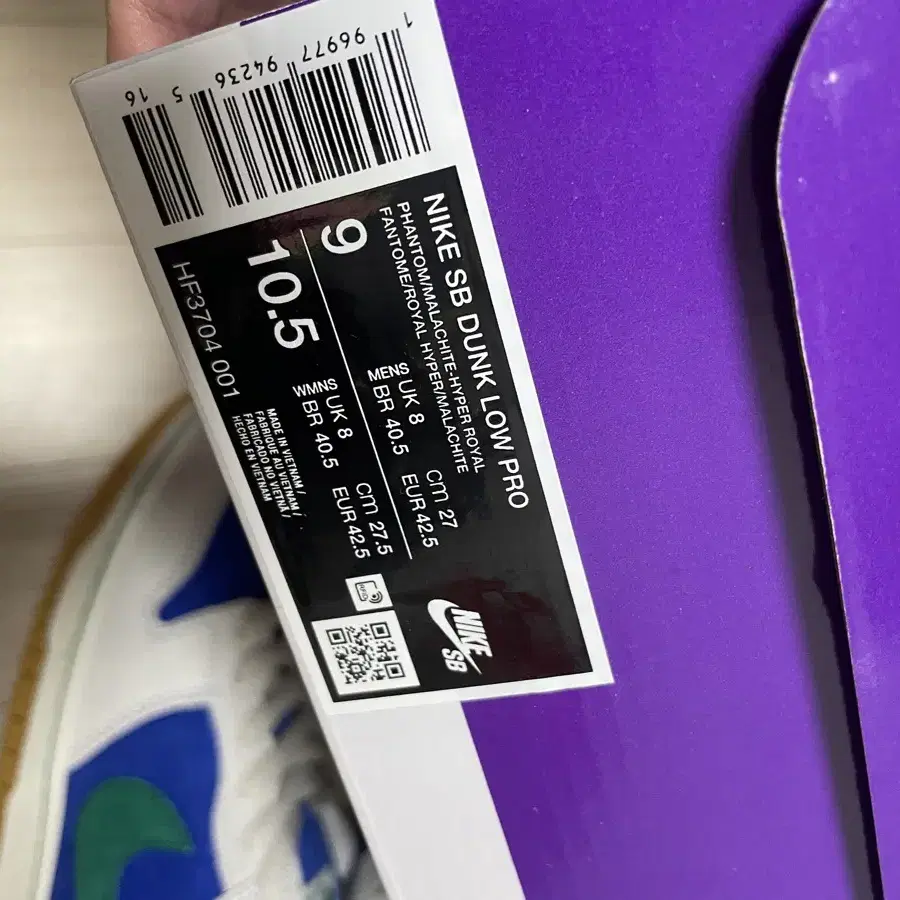 1 96977 94236 5 16
NIKE SB DUNK LOW PRO
PHANTOM/MALACHITE-HYPER ROYAL
FANTOME/ROYAL HYPER/MALACHITE
9
MENS UK 8 cm 27
BR 40.5 EUR 42.5
10.5
WMNS UK 8 cm 27.5
BR 40.5 EUR 42.5
HF3704 001
MADE IN VIETNAM /
FABRIQUE AU VIETNAM /
FABRICADO NO VIETNÃ /
HECHO EN VIETNAM
NIKE
SB